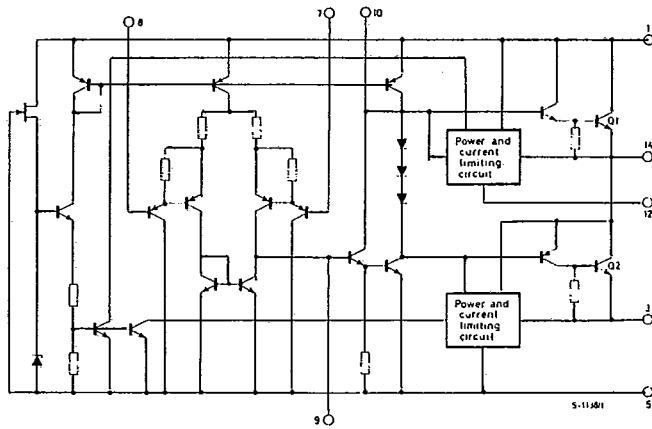 8
7
10
1
Q1
Power and
current
limiting
circuit
14
12
Q2
Power and
current
limiting
circuit
3
S-1138/1
5
9